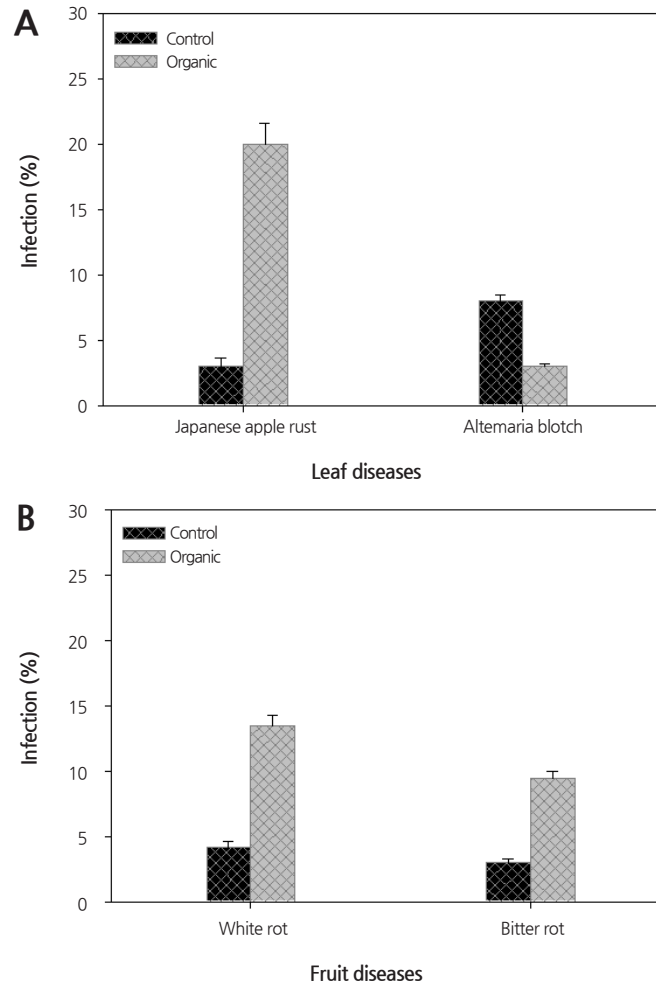 A
30
25
20
15
10
5
0
Infection (%)
Control
Organic
Japanese apple rust
Altemaria blotch
Leaf diseases
B
30
25
20
15
10
5
0
Infection (%)
Control
Organic
White rot
Bitter rot
Fruit diseases